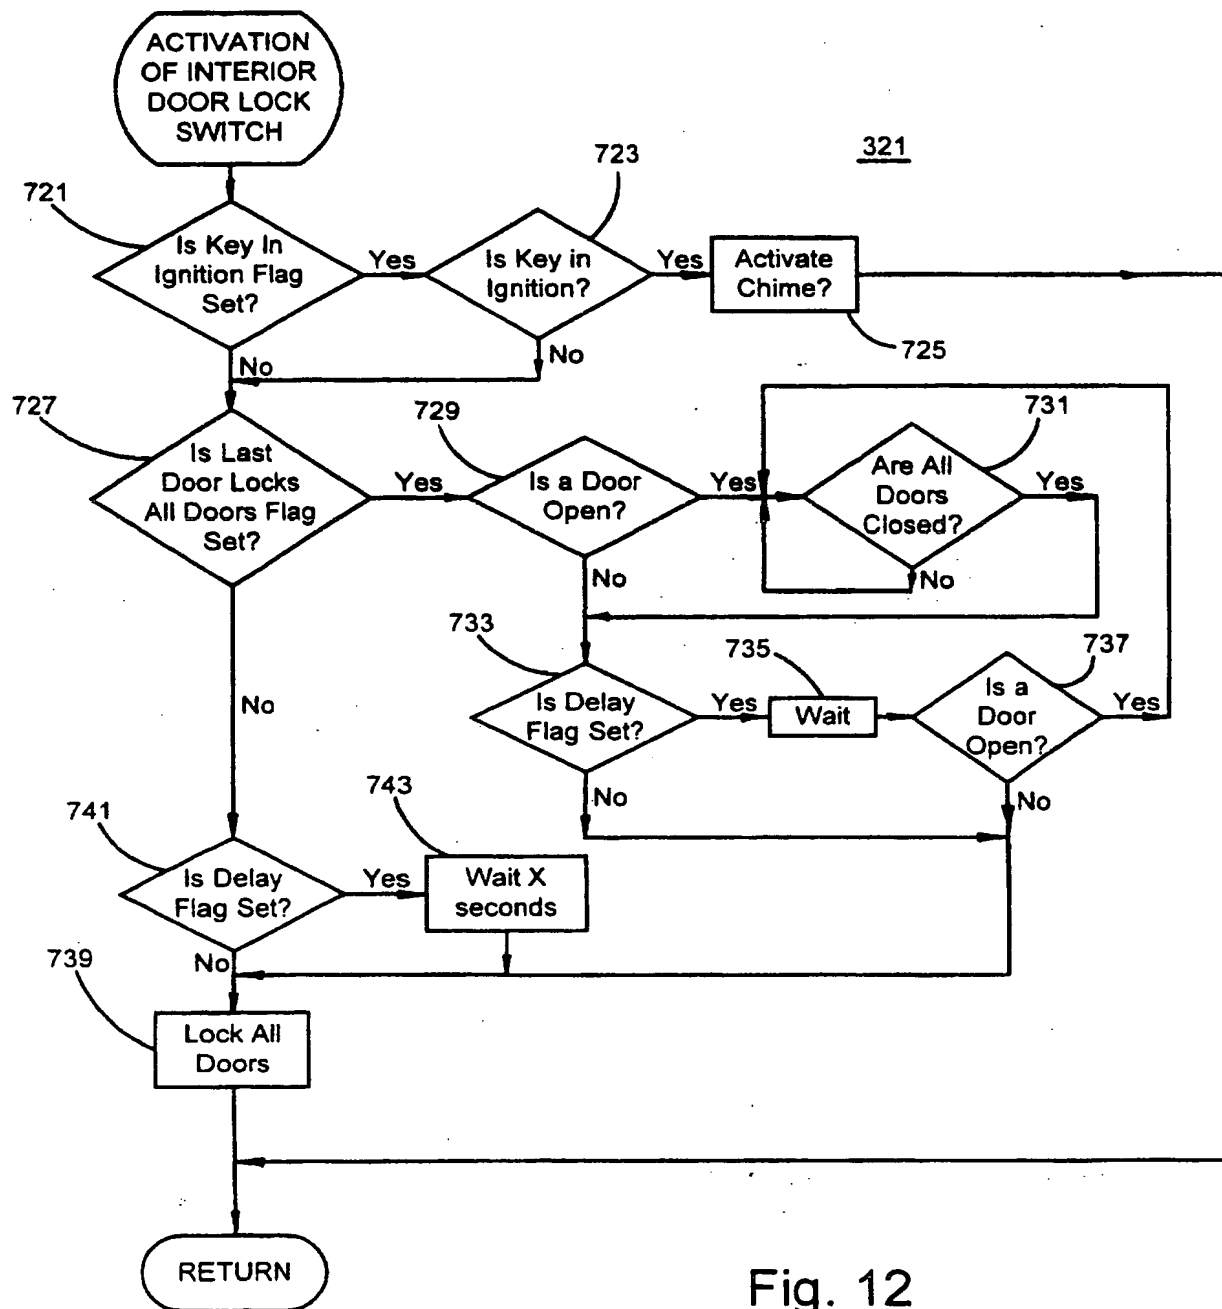 ACTIVATION
OF INTERIOR
DOOR LOCK
SWITCH
321
721
Is Key In
Ignition Flag
Set?
Yes
No
723
Is Key in
Ignition?
Yes
No
Activate
Chime?
725
727
Is Last
Door Locks
All Doors Flag
Set?
Yes
No
729
Is a Door
Open?
Yes
No
731
Are All
Doors
Closed?
Yes
No
733
Is Delay
Flag Set?
Yes
No
735
Wait
737
Is a
Door
Open?
Yes
No
741
Is Delay
Flag Set?
Yes
No
743
Wait X
seconds
739
Lock All
Doors
RETURN
Fig. 12